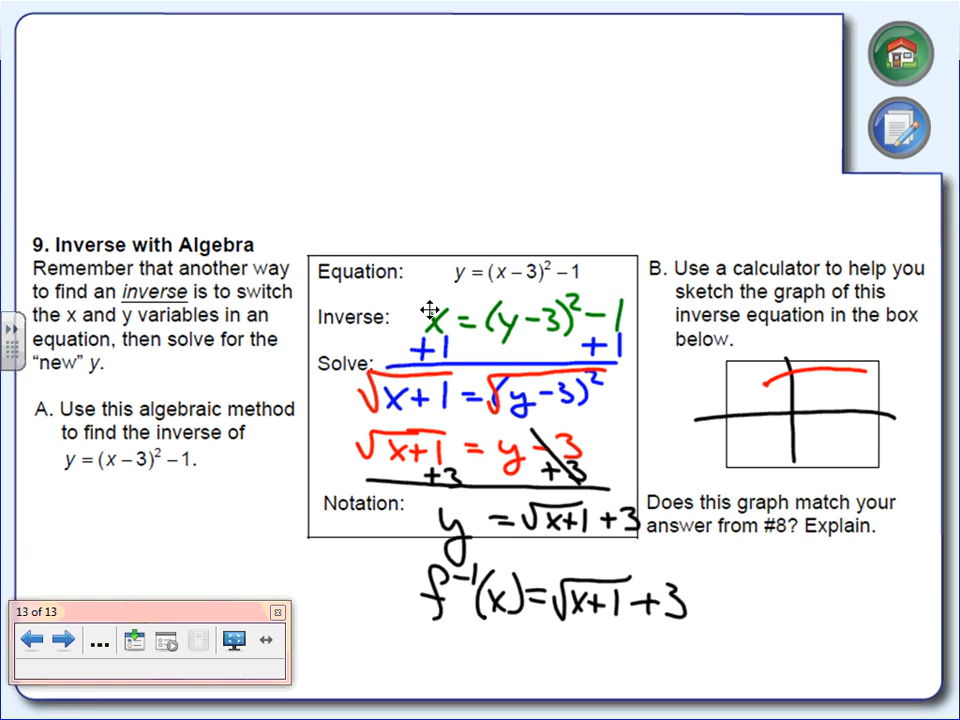 9. Inverse with Algebra
Remember that another way
to find an inverse is to switch
the x and y variables in an
equation, then solve for the
“new” y.
A. Use this algebraic method
to find the inverse of
y = (x – 3)² – 1.
Equation: y = (x – 3)² – 1
Inverse: x = (y – 3)² – 1
+1 +1
Solve:
√x+1 = √(y – 3)²
√x+1 = y – 3
+3 +3
Notation: y = √x+1 + 3
f⁻¹(x) = √x+1 + 3
B. Use a calculator to help you
sketch the graph of this
inverse equation in the box
below.
Does this graph match your
answer from #8? Explain.
13 of 13